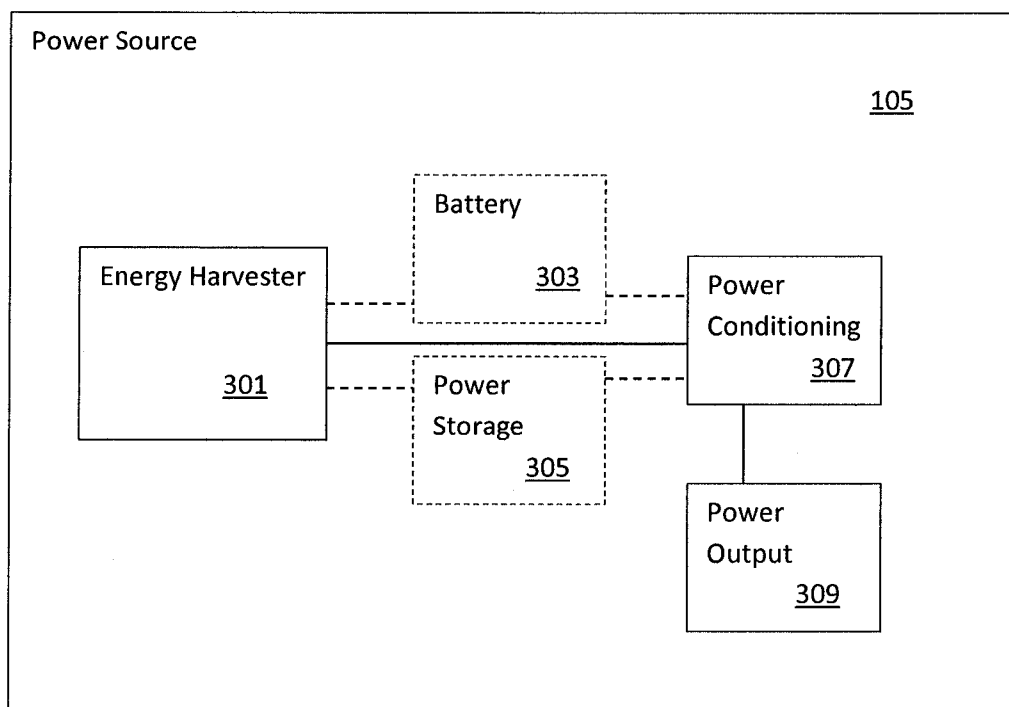 Power Source
105
Battery
303
Energy Harvester
301
Power
Storage
305
Power
Conditioning
307
Power
Output
309